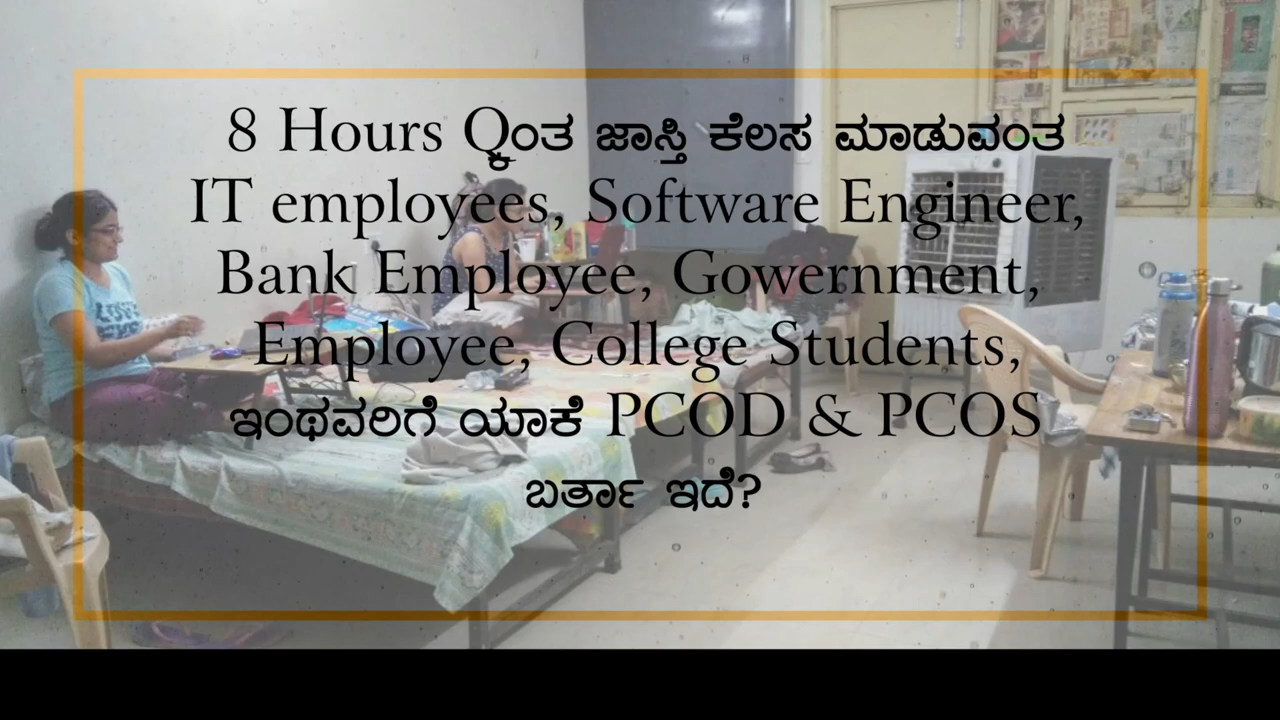 8 Hours Q್ಕಿಂತ ಜಾಸ್ತಿ ಕೆಲಸ ಮಾಡುವಂತ
IT employees, Software Engineer,
Bank Employee, Gowernment,
Employee, College Students,
ಇಂಥವರಿಗೆ ಯಾಕೆ PCOD & PCOS
ಬರ್ತಾ ಇದೆ?